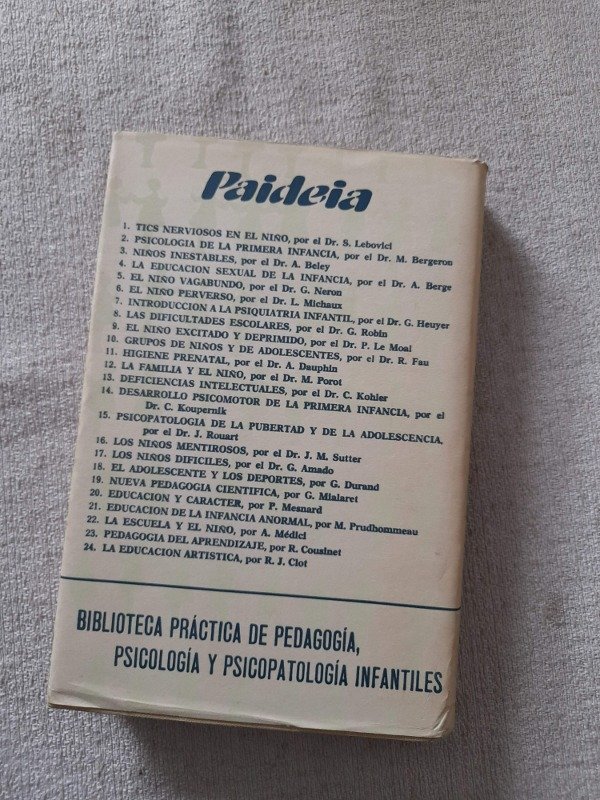 Paideia
1. TICS NERVIOSOS EN EL NIÑO, por el Dr. S. Lebovici
2. PSICOLOGIA DE LA PRIMERA INFANCIA, por el Dr. M. Bergeron
3. NIÑOS INESTABLES, por el Dr. A. Beley
4. LA EDUCACION SEXUAL DE LA INFANCIA, por el Dr. A. Berge
5. EL NIÑO VAGABUNDO, por el Dr. G. Neron
6. EL NIÑO PERVERSO, por el Dr. L. Michaux
7. INTRODUCCION A LA PSIQUIATRIA INFANTIL, por el Dr. G. Heuyer
8. LAS DIFICULTADES ESCOLARES, por el Dr. G. Robin
9. EL NIÑO EXCITADO Y DEPRIMIDO, por el Dr. P. Le Moal
10. GRUPOS DE NIÑOS Y DE ADOLESCENTES, por el Dr. R. Fau
11. HIGIENE PRENATAL, por el Dr. A. Dauphin
12. LA FAMILIA Y EL NIÑO, por el Dr. M. Porot
13. DEFICIENCIAS INTELECTUALES, por el Dr. C. Kohler
14. DESARROLLO PSICOMOTOR DE LA PRIMERA INFANCIA, por el
Dr. C. Koupernik
15. PSICOPATOLOGIA DE LA PUBERTAD Y DE LA ADOLESCENCIA,
por el Dr. J. Rouart
16. LOS NIÑOS MENTIROSOS, por el Dr. J. M. Sutter
17. LOS NIÑOS DIFICILES, por el Dr. G. Amado
18. EL ADOLESCENTE Y LOS DEPORTES, por G. Durand
19. NUEVA PEDAGOGIA CIENTIFICA, por G. Mialaret
20. EDUCACION Y CARACTER, por P. Mesnard
21. EDUCACION DE LA INFANCIA ANORMAL, por M. Prudhommeau
22. LA ESCUELA Y EL NIÑO, por A. Médici
23. PEDAGOGIA DEL APRENDIZAJE, por R. Cousinet
24. LA EDUCACION ARTISTICA, por R. J. Clot
BIBLIOTECA PRÁCTICA DE PEDAGOGÍA,
PSICOLOGÍA Y PSICOPATOLOGÍA INFANTILES